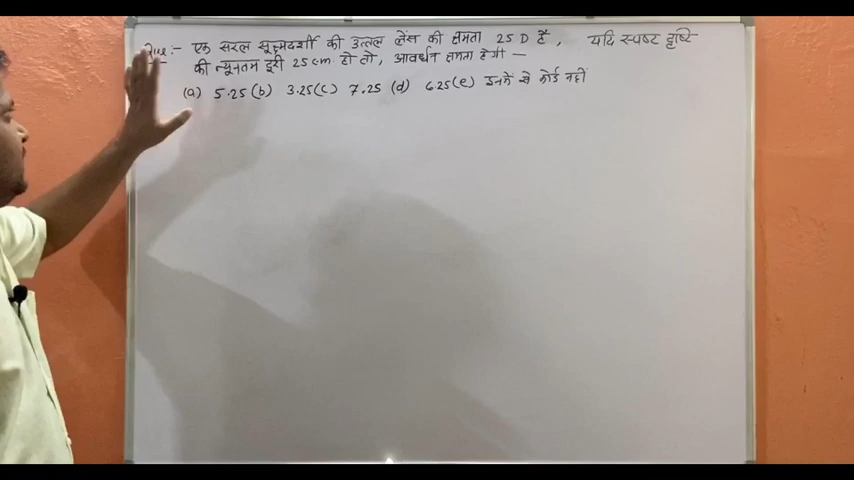 Que:- एक सरल सूक्ष्मदर्शी की उत्तल लेंस की क्षमता 25 D है, यदि स्पष्ट दृष्टि
की न्यूनतम दूरी 25 cm. हो तो, आवर्धन क्षमता होगी —
(a) 5.25 (b) 3.25 (c) 7.25 (d) 6.25 (e) इनमें से कोई नहीं